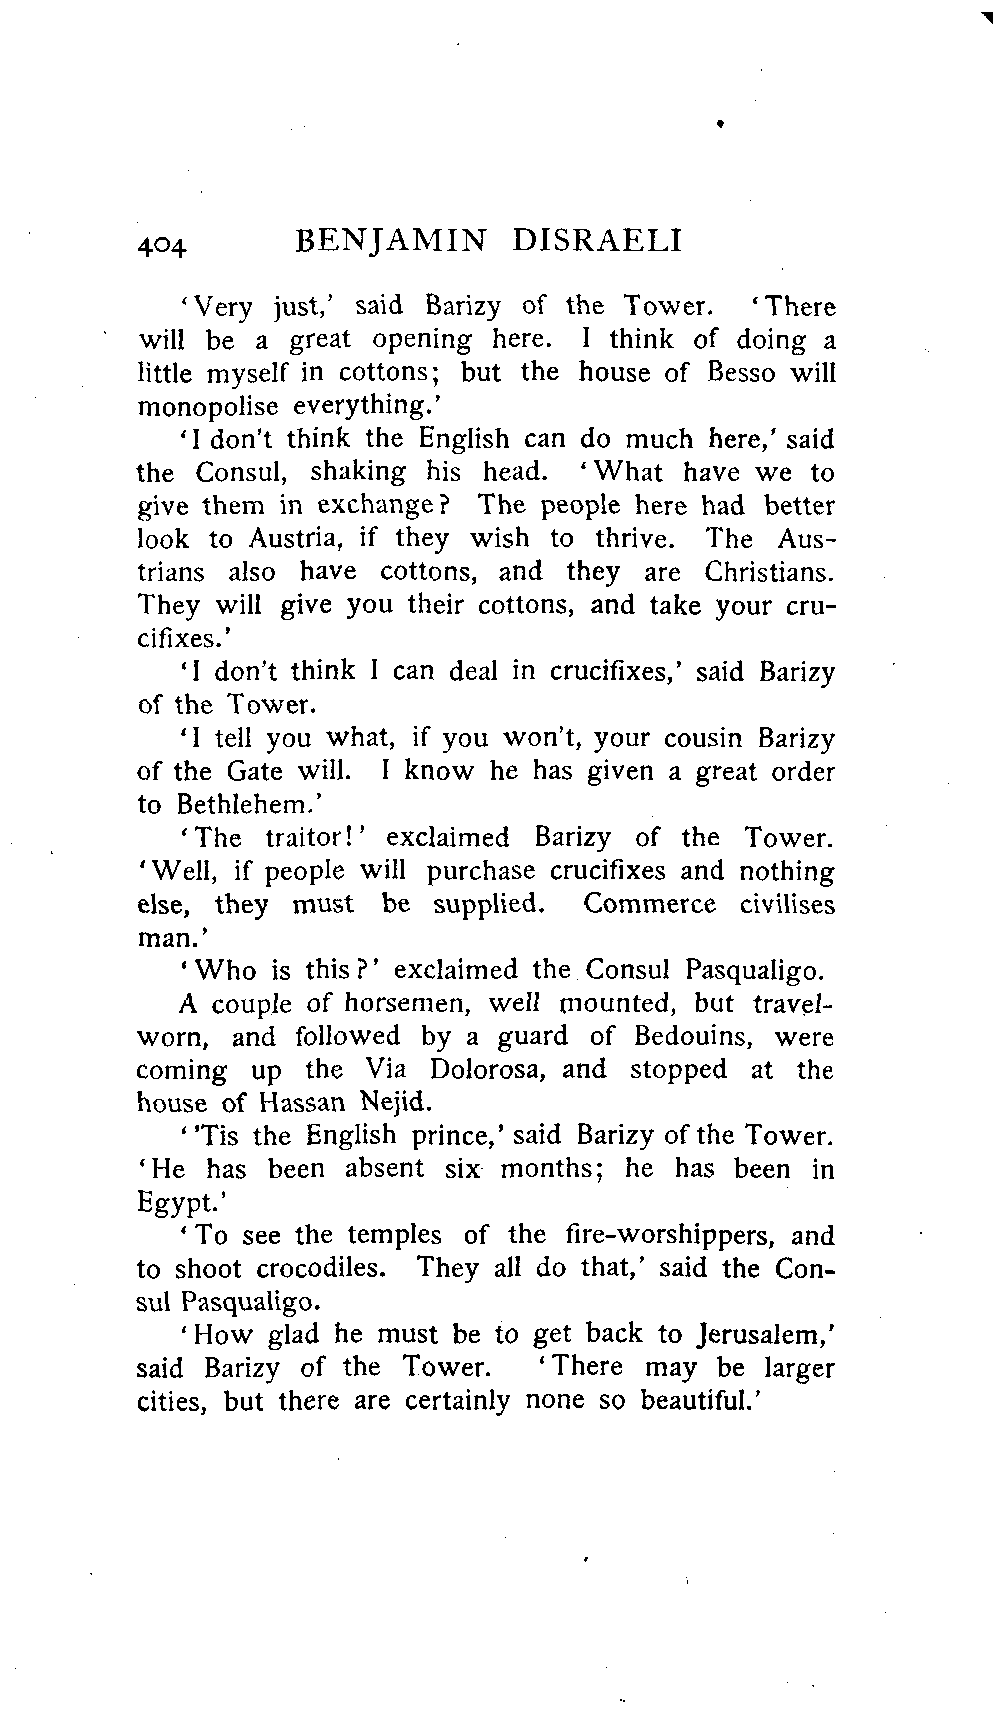 404 BENJAMIN DISRAELI
‘Very just,’ said Barizy of the Tower. ‘There
will be a great opening here. I think of doing a
little myself in cottons; but the house of Besso will
monopolise everything.’
‘I don't think the English can do much here,’ said
the Consul, shaking his head. ‘What have we to
give them in exchange? The people here had better
look to Austria, if they wish to thrive. The Aus-
trians also have cottons, and they are Christians.
They will give you their cottons, and take your cru-
cifixes.’
‘I don't think I can deal in crucifixes,’ said Barizy
of the Tower.
‘I tell you what, if you won't, your cousin Barizy
of the Gate will. I know he has given a great order
to Bethlehem.’
‘The traitor!’ exclaimed Barizy of the Tower.
‘Well, if people will purchase crucifixes and nothing
else, they must be supplied. Commerce civilises
man.’
‘Who is this?’ exclaimed the Consul Pasqualigo.
A couple of horsemen, well mounted, but travel-
worn, and followed by a guard of Bedouins, were
coming up the Via Dolorosa, and stopped at the
house of Hassan Nejid.
‘’Tis the English prince,’ said Barizy of the Tower.
‘He has been absent six months; he has been in
Egypt.’
‘To see the temples of the fire-worshippers, and
to shoot crocodiles. They all do that,’ said the Con-
sul Pasqualigo.
‘How glad he must be to get back to Jerusalem,’
said Barizy of the Tower. ‘There may be larger
cities, but there are certainly none so beautiful.’